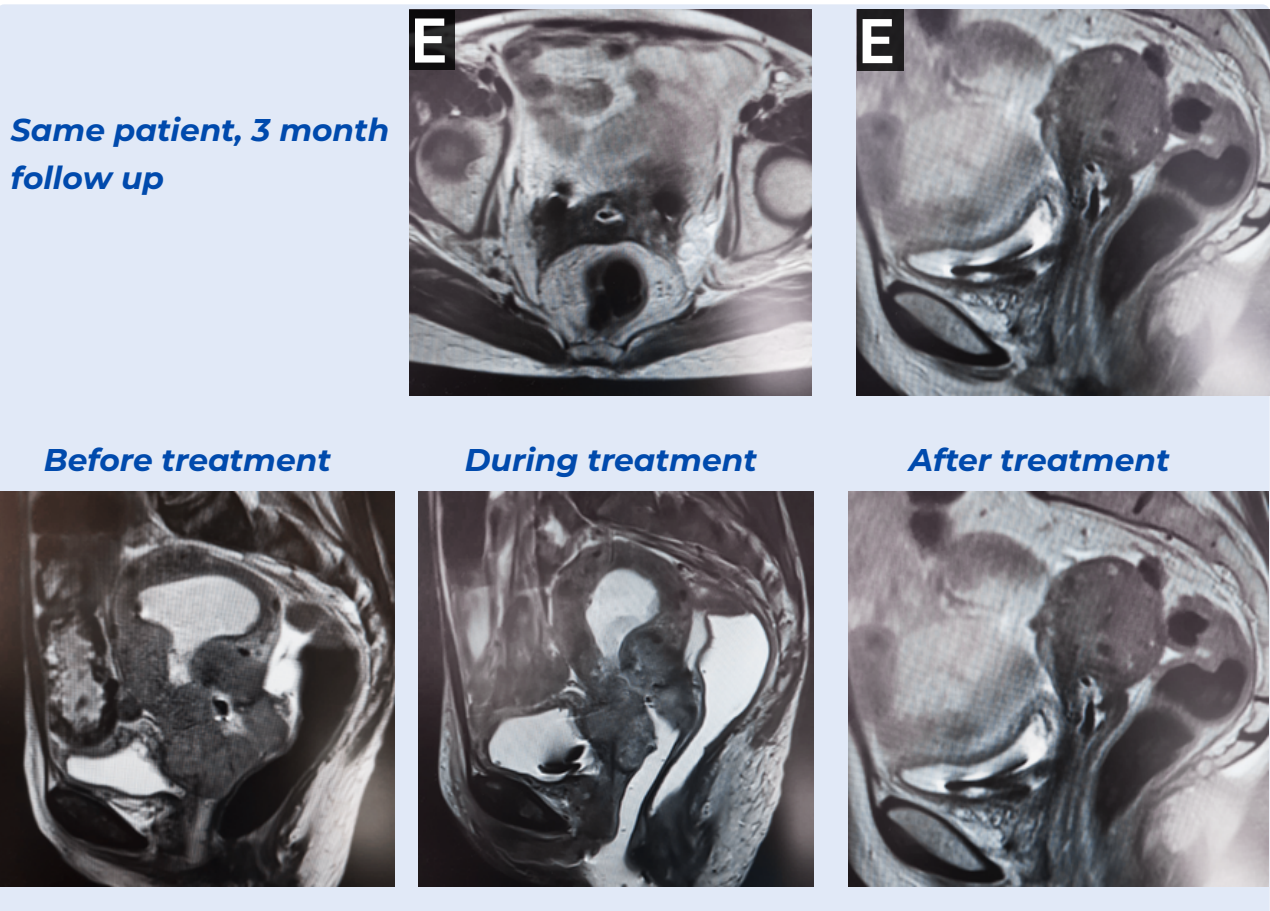 E
E
Same patient, 3 month
follow up
Before treatment
During treatment
After treatment